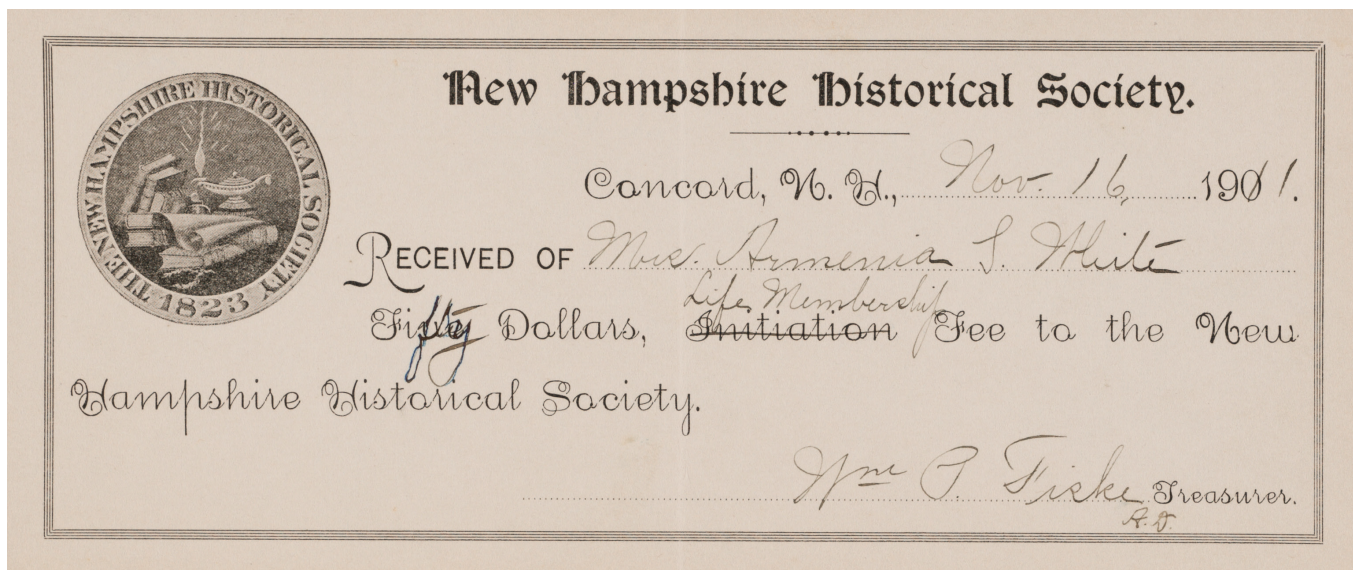 THE NEW HAMPSHIRE HISTORICAL SOCIETY
1823
New Hampshire Historical Society.
Concord, N. H., Nov. 16, 1901.
RECEIVED OF Mrs. Armenia S. White
Life Membership
Fifty Dollars, Initiation Fee to the New
Hampshire Historical Society.
Wm P. Fiske Treasurer.